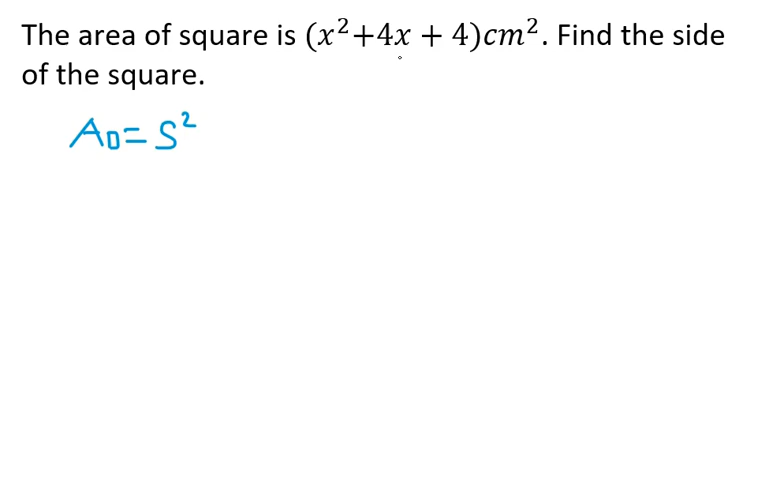 The area of square is (x²+4x + 4)cm². Find the side
of the square.
A□=S²